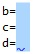 b=
c=
d=